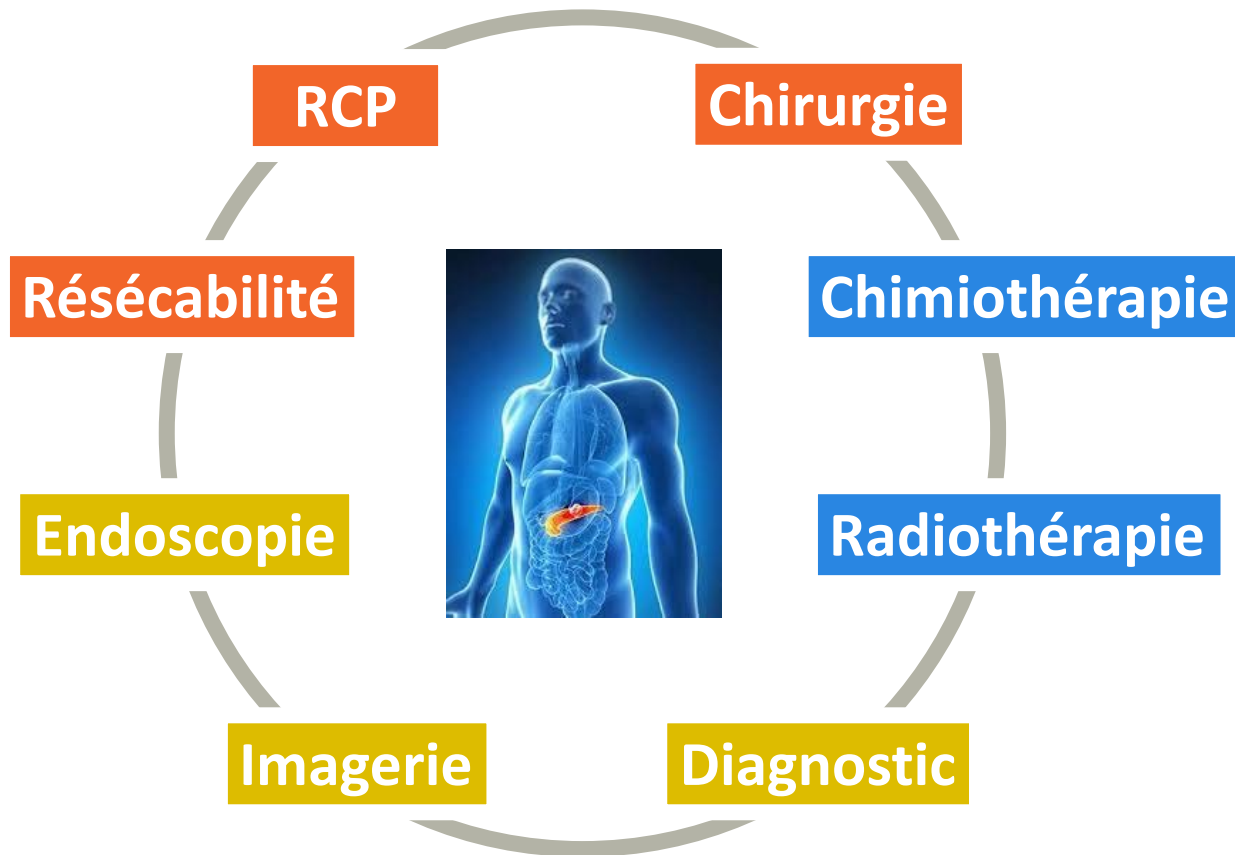 RCP
Chirurgie
Résécabilité
Chimiothérapie
Endoscopie
Radiothérapie
Imagerie
Diagnostic